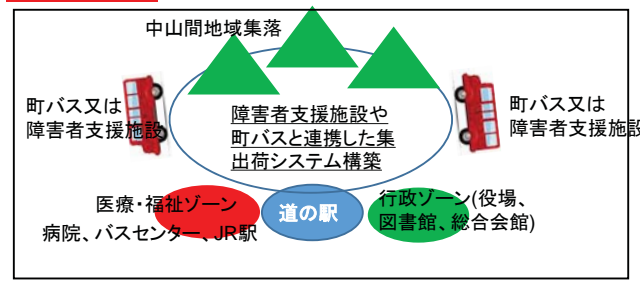 中山間地域集落
町バス又は
障害者支援施設
障害者支援施設や
町バスと連携した集
出荷システム構築
町バス又は
障害者支援施設
医療・福祉ゾーン
病院、バスセンター、JR駅
道の駅
行政ゾーン(役場、
図書館、総合会館)